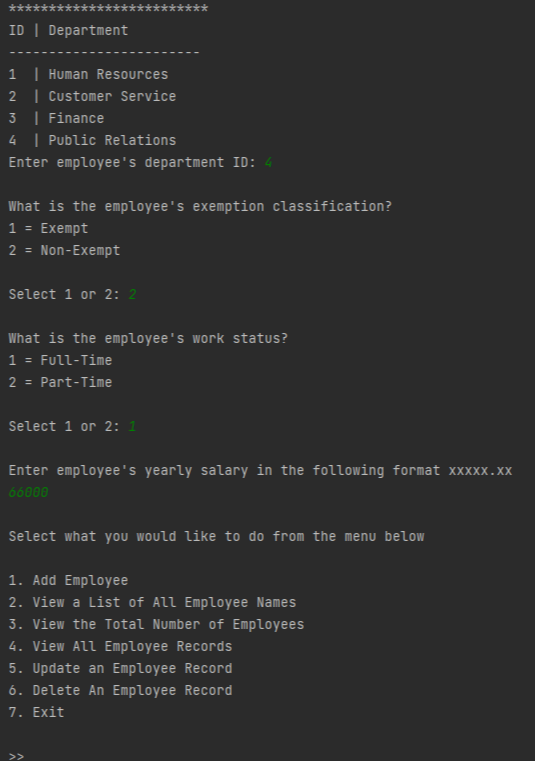 *************************
ID | Department
------------------------
1  | Human Resources
2  | Customer Service
3  | Finance
4  | Public Relations
Enter employee's department ID: 4
What is the employee's exemption classification?
1 = Exempt
2 = Non-Exempt
Select 1 or 2: 2
What is the employee's work status?
1 = Full-Time
2 = Part-Time
Select 1 or 2: 1
Enter employee's yearly salary in the following format xxxxx.xx
66000
Select what you would like to do from the menu below
1. Add Employee
2. View a List of All Employee Names
3. View the Total Number of Employees
4. View All Employee Records
5. Update an Employee Record
6. Delete An Employee Record
7. Exit
>>